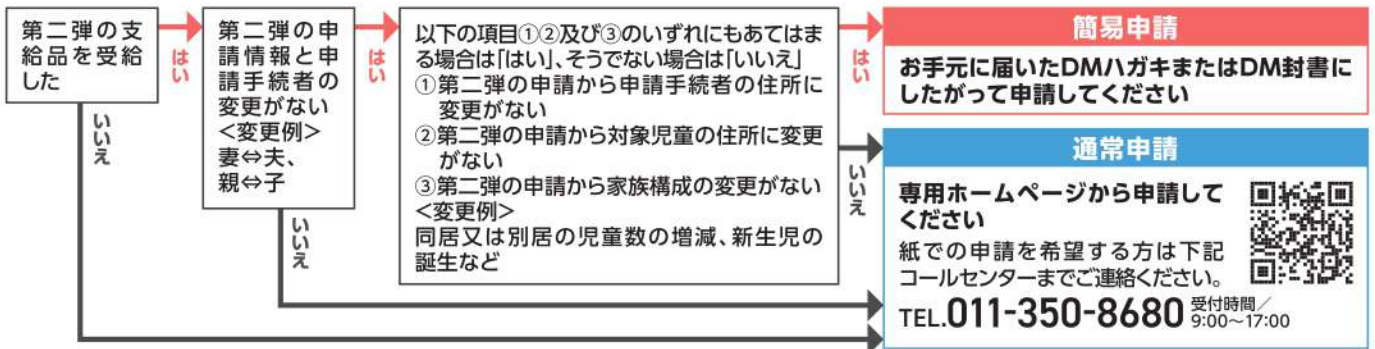 第二弾の支
給品を受給
した
はい
いいえ
第二弾の申
請情報と申
請手続者の
変更がない
<変更例>
妻⇔夫、
親⇔子
はい
いいえ
以下の項目①②及び③のいずれにもあてはま
る場合は「はい」、そうでない場合は「いいえ」
①第二弾の申請から申請手続者の住所に
変更がない
②第二弾の申請から対象児童の住所に変更
がない
③第二弾の申請から家族構成の変更がない
<変更例>
同居又は別居の児童数の増減、新生児の
誕生など
はい
いいえ
簡易申請
お手元に届いたDMハガキまたはDM封書に
したがって申請してください
通常申請
専用ホームページから申請して
ください
紙での申請を希望する方は下記
コールセンターまでご連絡ください。
TEL.011-350-8680 受付時間/
9:00～17:00